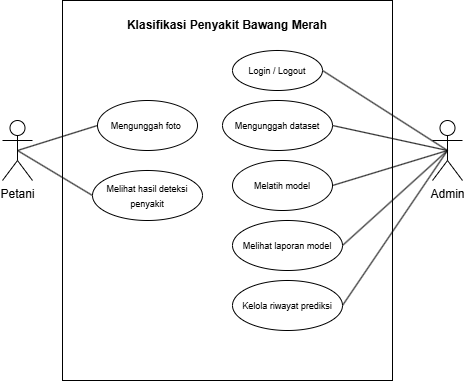 Klasifikasi Penyakit Bawang Merah
Login / Logout
Mengunggah foto
Mengunggah dataset
Melihat hasil deteksi
penyakit
Melatih model
Petani
Admin
Melihat laporan model
Kelola riwayat prediksi